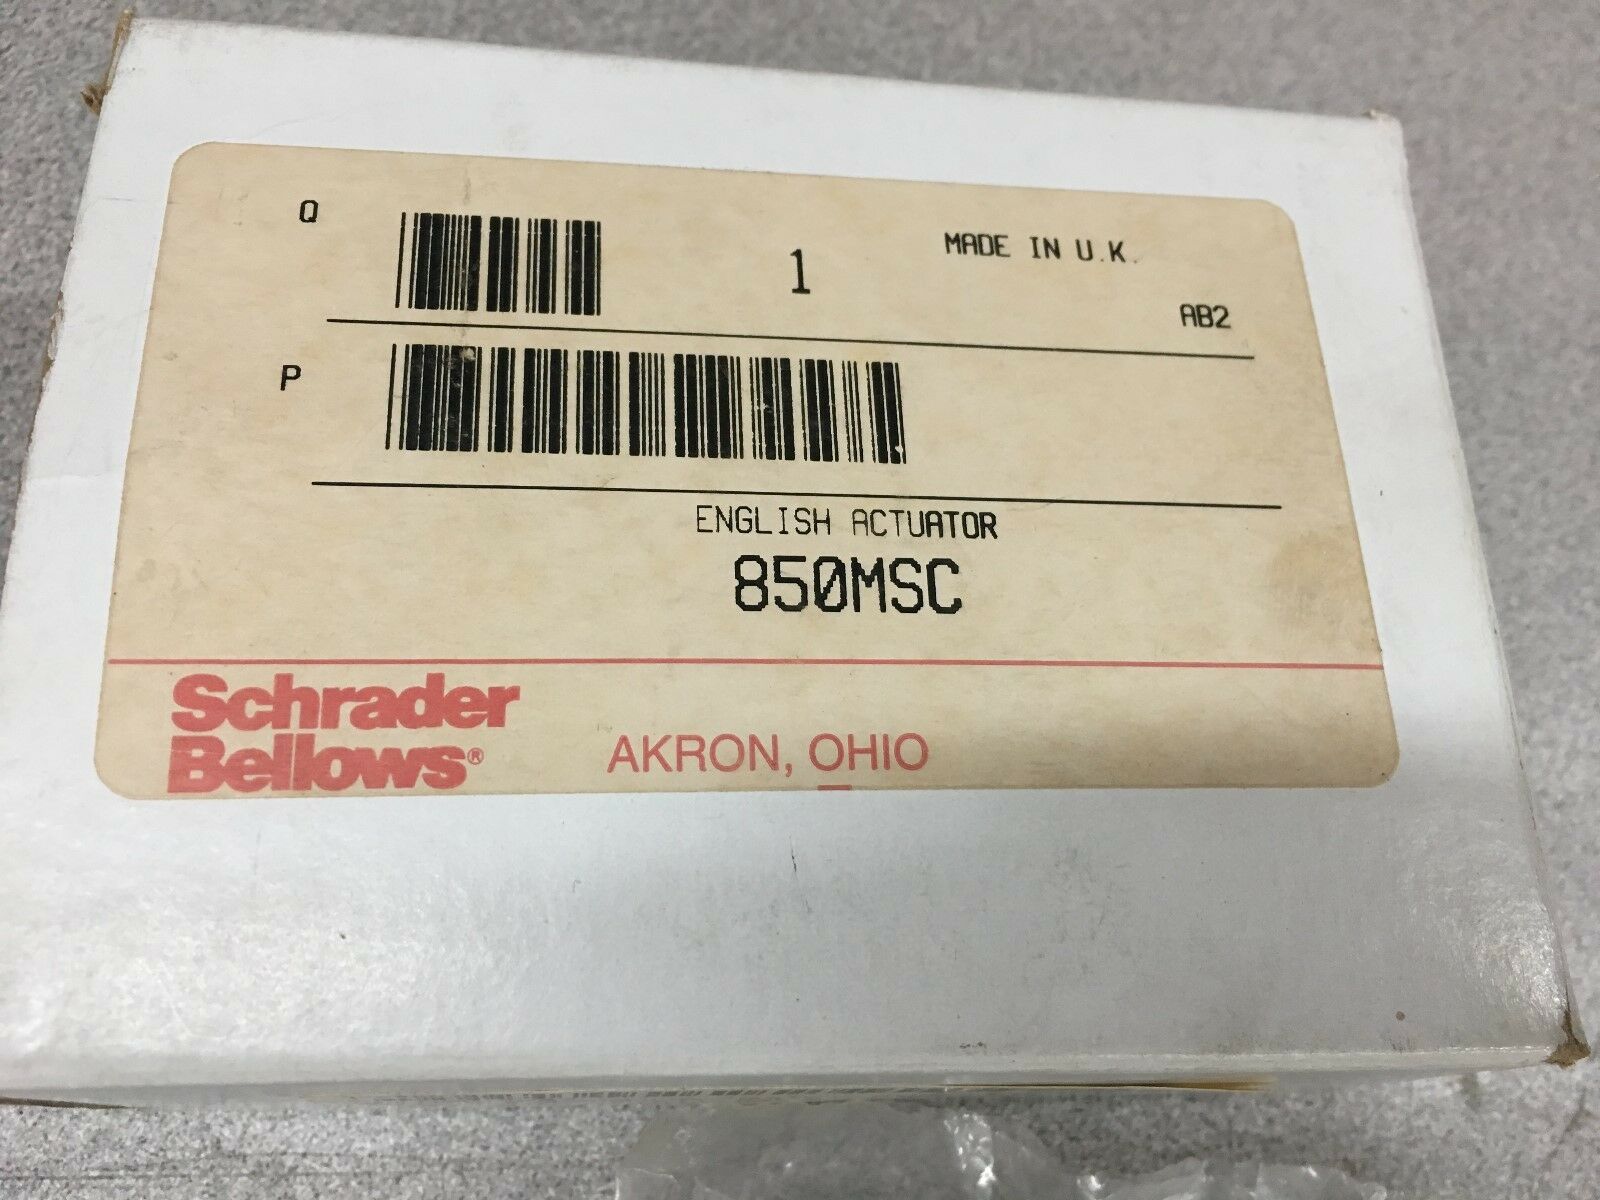 Q
1
MADE IN U.K.
AB2
P
ENGLISH ACTUATOR
850MSC
Schrader
Bellows®
AKRON, OHIO